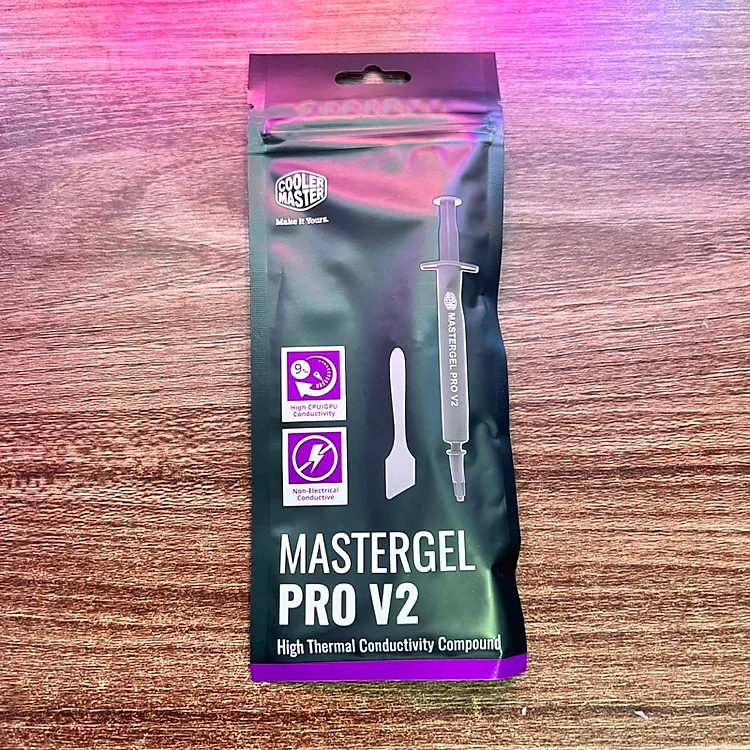 COOLER
MASTER
Make It Yours.
MASTERGEL PRO V2
9
High CPU/GPU
Conductivity
Non-Electrical
Conductive
MASTERGEL
PRO V2
High Thermal Conductivity Compound